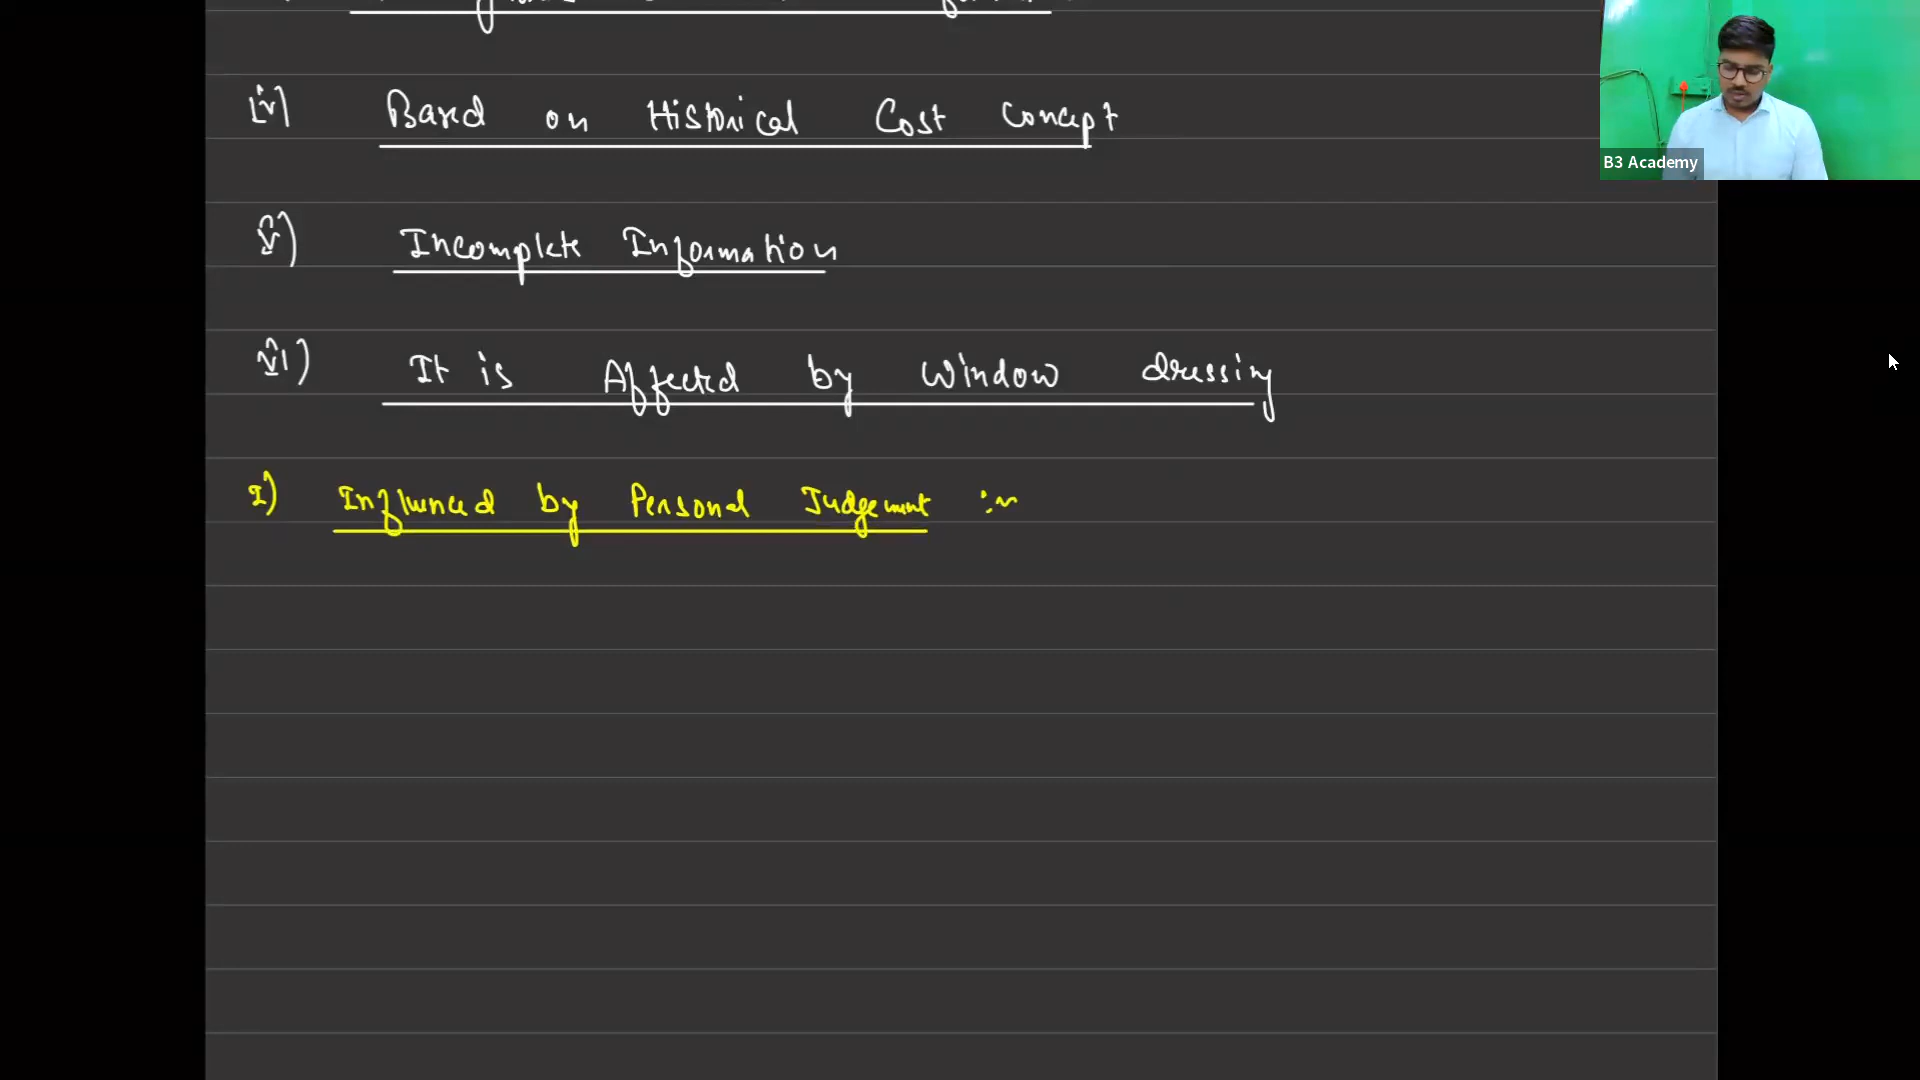 iv) Based on Historical Cost Concept
B3 Academy
v) Incomplete Information
vi) It is Affected by Window dressing
I) Influenced by Personal Judgement :~